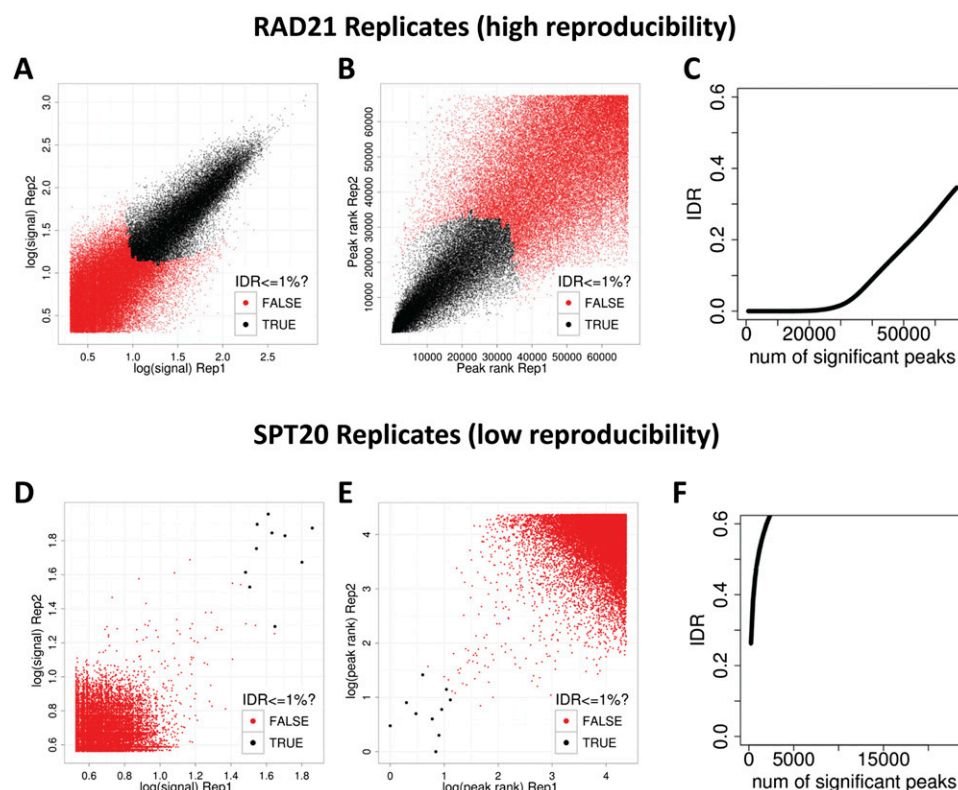 RAD21 Replicates (high reproducibility)
A
B
C
log(signal) Rep2
3.0
2.5
2.0
1.5
1.0
0.5
0.5 1.0 1.5 2.0 2.5
log(signal) Rep1
IDR<=1%?
FALSE
TRUE
Peak rank Rep2
60000
50000
40000
30000
20000
10000
10000 20000 30000 40000 50000 60000
Peak rank Rep1
IDR<=1%?
FALSE
TRUE
IDR
0.6
0.4
0.2
0.0
0 20000 50000
num of significant peaks
SPT20 Replicates (low reproducibility)
D
E
F
log(signal) Rep2
1.8
1.6
1.4
1.2
1.0
0.8
0.6
0.6 0.8 1.0 1.2 1.4 1.6 1.8
log(signal) Rep1
IDR<=1%?
FALSE
TRUE
log(peak rank) Rep2
4
3
2
1
0
0 1 2 3 4
log(peak rank) Rep1
IDR<=1%?
FALSE
TRUE
IDR
0.6
0.4
0.2
0.0
0 5000 15000
num of significant peaks